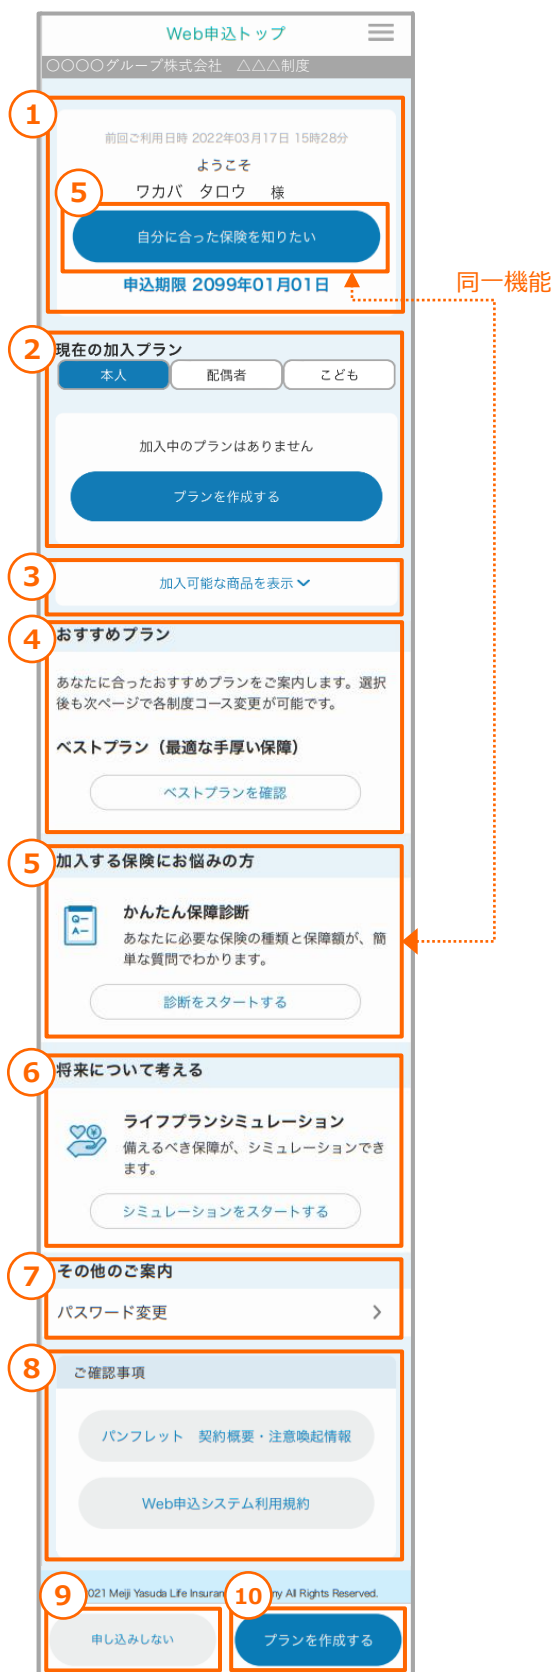 Web申込トップ
〇〇〇〇グループ株式会社　△△△制度
1
前回ご利用日時 2022年03月17日 15時28分
ようこそ
5
ワカバ　タロウ　様
自分に合った保険を知りたい
同一機能
申込期限 2099年01月01日
2
現在の加入プラン
本人
配偶者
こども
加入中のプランはありません
プランを作成する
3
加入可能な商品を表示
4
おすすめプラン
あなたに合ったおすすめプランをご案内します。選択
後も次ページで各制度コース変更が可能です。
ベストプラン（最適な手厚い保障）
ベストプランを確認
5
加入する保険にお悩みの方
Q
A
かんたん保障診断
あなたに必要な保険の種類と保障額が、簡
単な質問でわかります。
診断をスタートする
6
将来について考える
ライフプランシミュレーション
備えるべき保障が、シミュレーションでき
ます。
シミュレーションをスタートする
7
その他のご案内
パスワード変更
8
ご確認事項
パンフレット　契約概要・注意喚起情報
Web申込システム利用規約
021 Meiji Yasuda Life Insuran ny All Rights Reserved.
9
10
申し込みしない
プランを作成する